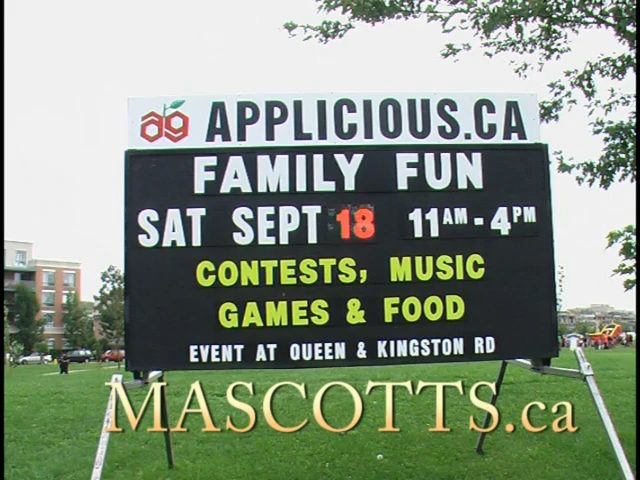 ag APPLICIOUS.CA
FAMILY FUN
SAT SEPT 18 11AM - 4PM
CONTESTS, MUSIC
GAMES & FOOD
EVENT AT QUEEN & KINGSTON RD
MASCOTTS.ca